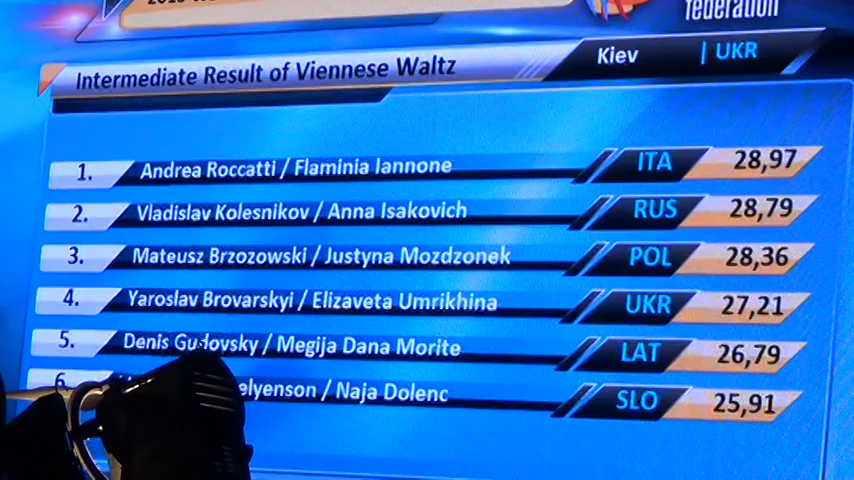 federation
Intermediate Result of Viennese Waltz Kiev | UKR
1. Andrea Roccatti / Flaminia Iannone ITA 28,97
2. Vladislav Kolesnikov / Anna Isakovich RUS 28,79
3. Mateusz Brzozowski / Justyna Mozdzonek POL 28,36
4. Yaroslav Brovarskyi / Elizaveta Umrikhina UKR 27,21
5. Denis Gudovsky / Megija Dana Morite LAT 26,79
6. / Naja Dolenc SLO 25,91